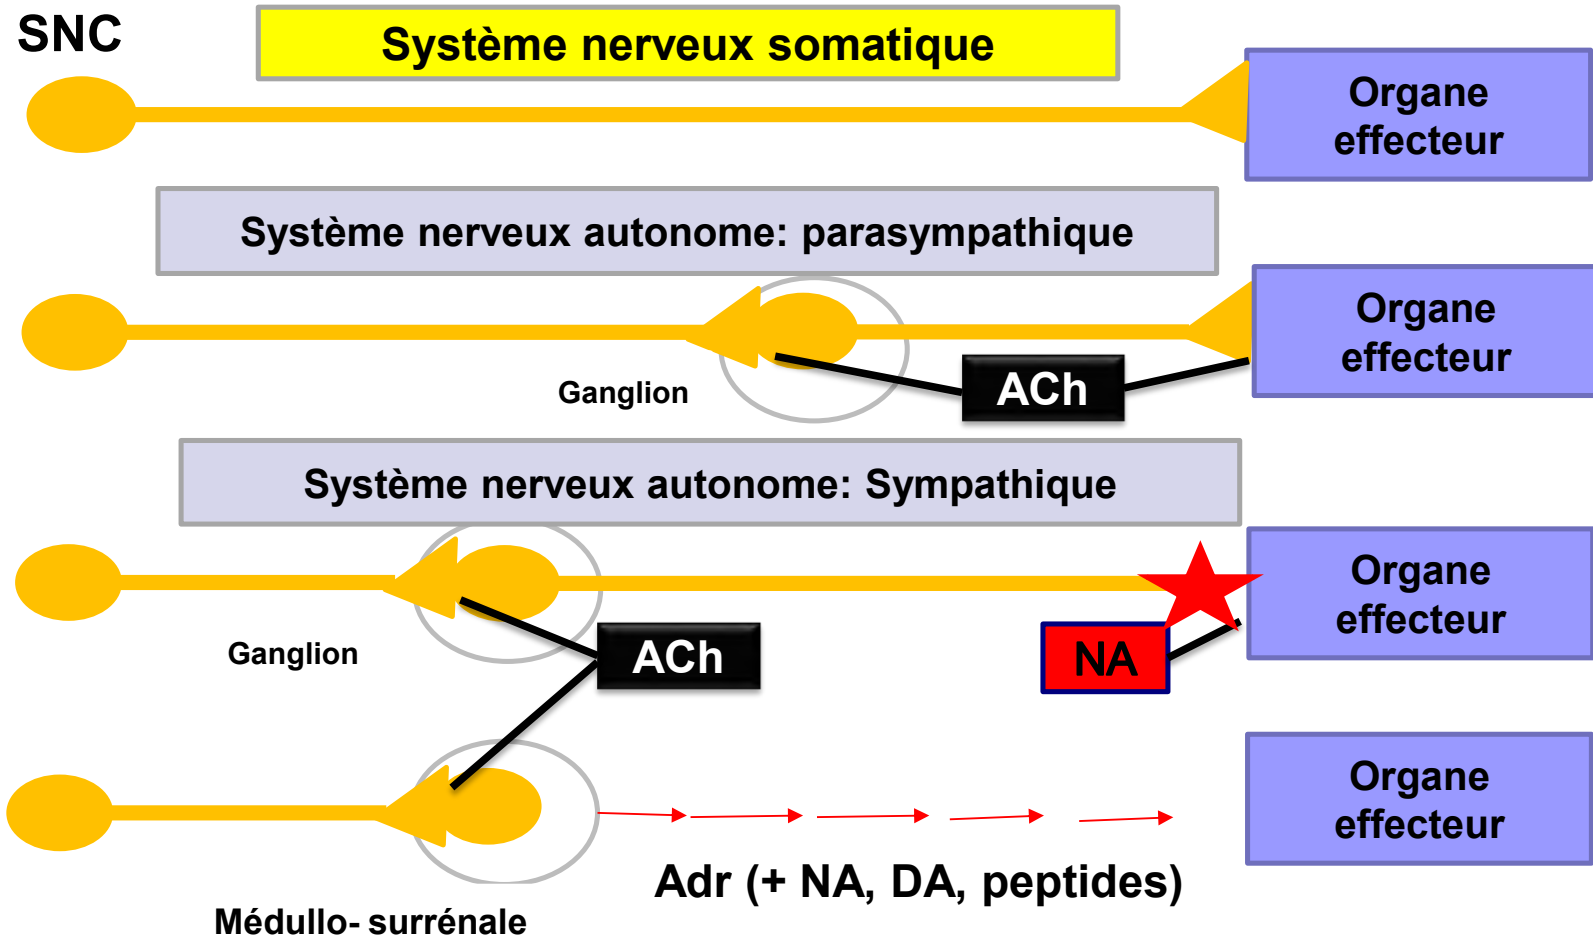 SNC
Système nerveux somatique
Organe
effecteur
Système nerveux autonome: parasympathique
Organe
effecteur
Ganglion
ACh
Système nerveux autonome: Sympathique
Organe
effecteur
Ganglion
ACh
NA
Organe
effecteur
Adr (+ NA, DA, peptides)
Médullo- surrénale